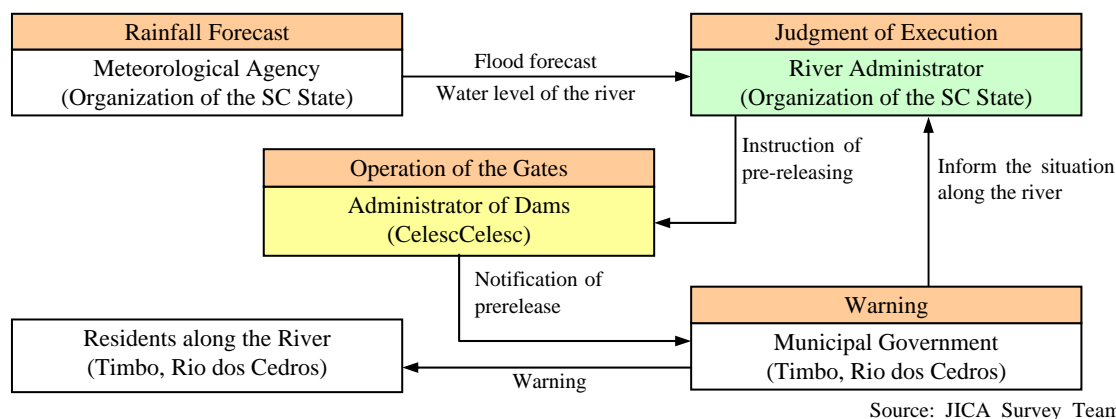 Rainfall Forecast
Meteorological Agency
(Organization of the SC State)
Flood forecast
Water level of the river
Judgment of Execution
River Administrator
(Organization of the SC State)
Instruction of
pre-releasing
Inform the situation
along the river
Operation of the Gates
Administrator of Dams
(CelescCelesc)
Notification of
prerelease
Warning
Municipal Government
(Timbo, Rio dos Cedros)
Residents along the River
(Timbo, Rio dos Cedros)
Warning
Source: JICA Survey Team